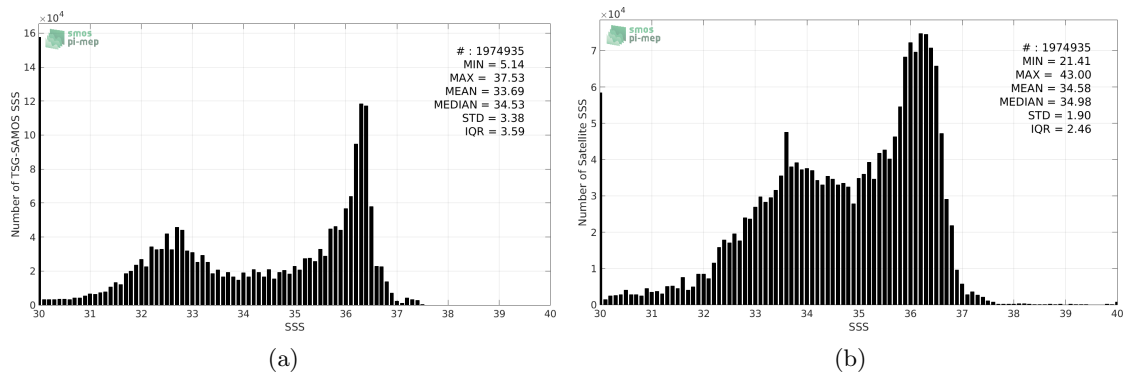 ×10⁴
smos
pi-mep
# : 1974935
MIN = 5.14
MAX = 37.53
MEAN = 33.69
MEDIAN = 34.53
STD = 3.38
IQR = 3.59
Number of TSG-SAMOS SSS
16
14
12
10
8
6
4
2
0
30 31 32 33 34 35 36 37 38 39 40
SSS
(a)
×10⁴
smos
pi-mep
# : 1974935
MIN = 21.41
MAX = 43.00
MEAN = 34.58
MEDIAN = 34.98
STD = 1.90
IQR = 2.46
Number of Satellite SSS
7
6
5
4
3
2
1
0
30 31 32 33 34 35 36 37 38 39 40
SSS
(b)